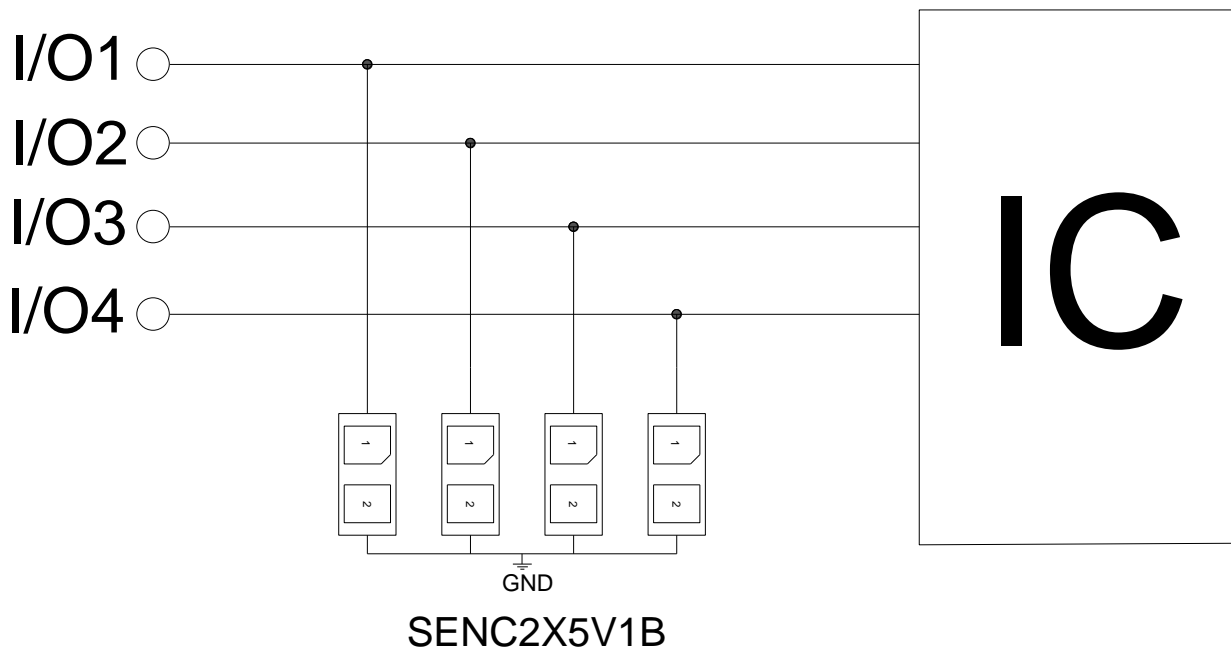 I/O1
I/O2
I/O3
I/O4
IC
1 1 1 1
2 2 2 2
GND
SENC2X5V1B